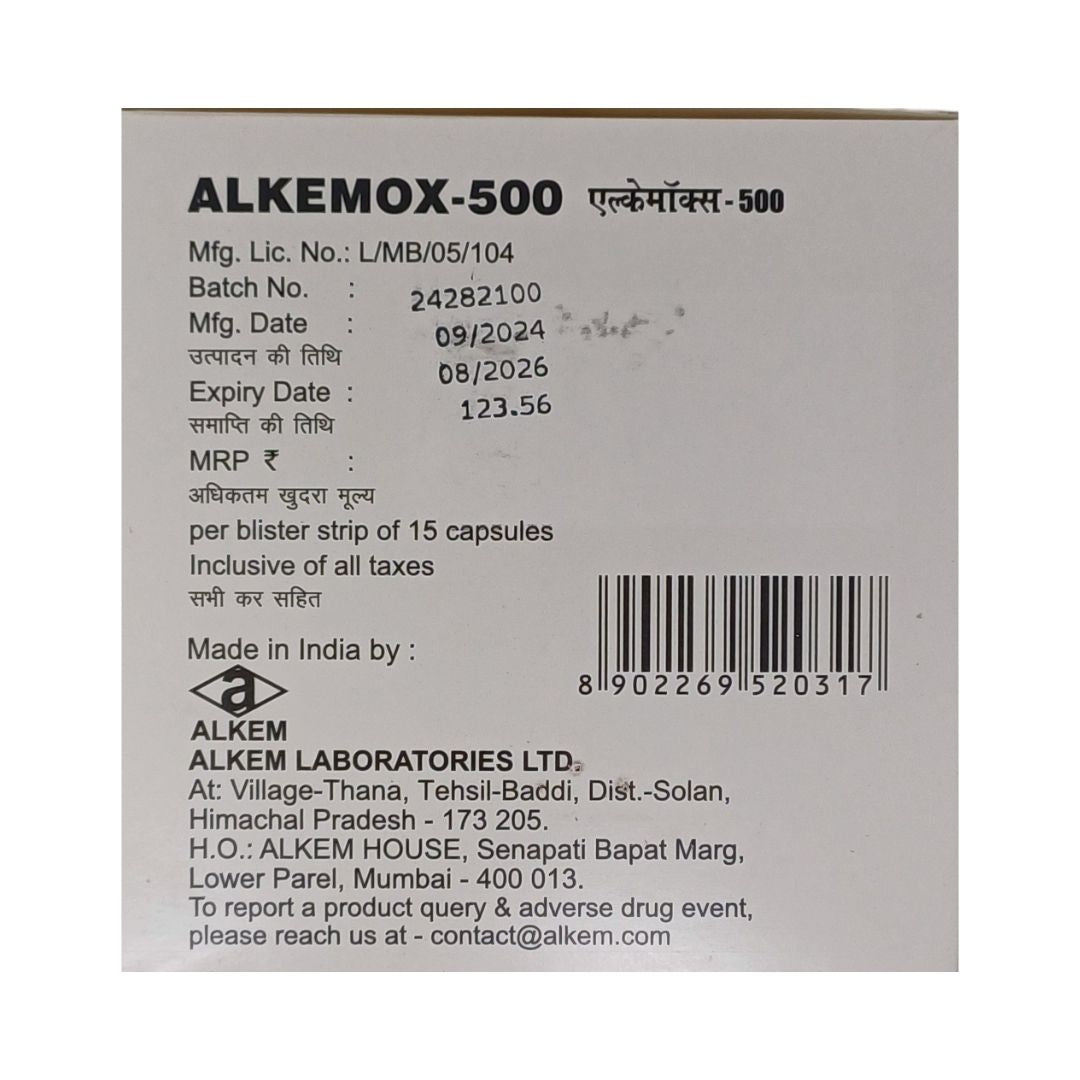 ALKEMOX-500 एल्केमॉक्स - 500
Mfg. Lic. No.: L/MB/05/104
Batch No. : 24282100
Mfg. Date : 09/2024
उत्पादन की तिथि 08/2026
Expiry Date : 123.56
समाप्ति की तिथि
MRP ₹ :
अधिकतम खुदरा मूल्य
per blister strip of 15 capsules
Inclusive of all taxes
सभी कर सहित
Made in India by :
a
ALKEM
ALKEM LABORATORIES LTD.
At: Village-Thana, Tehsil-Baddi, Dist.-Solan,
Himachal Pradesh - 173 205.
H.O.: ALKEM HOUSE, Senapati Bapat Marg,
Lower Parel, Mumbai - 400 013.
To report a product query & adverse drug event,
please reach us at - contact@alkem.com
8 902269 520317